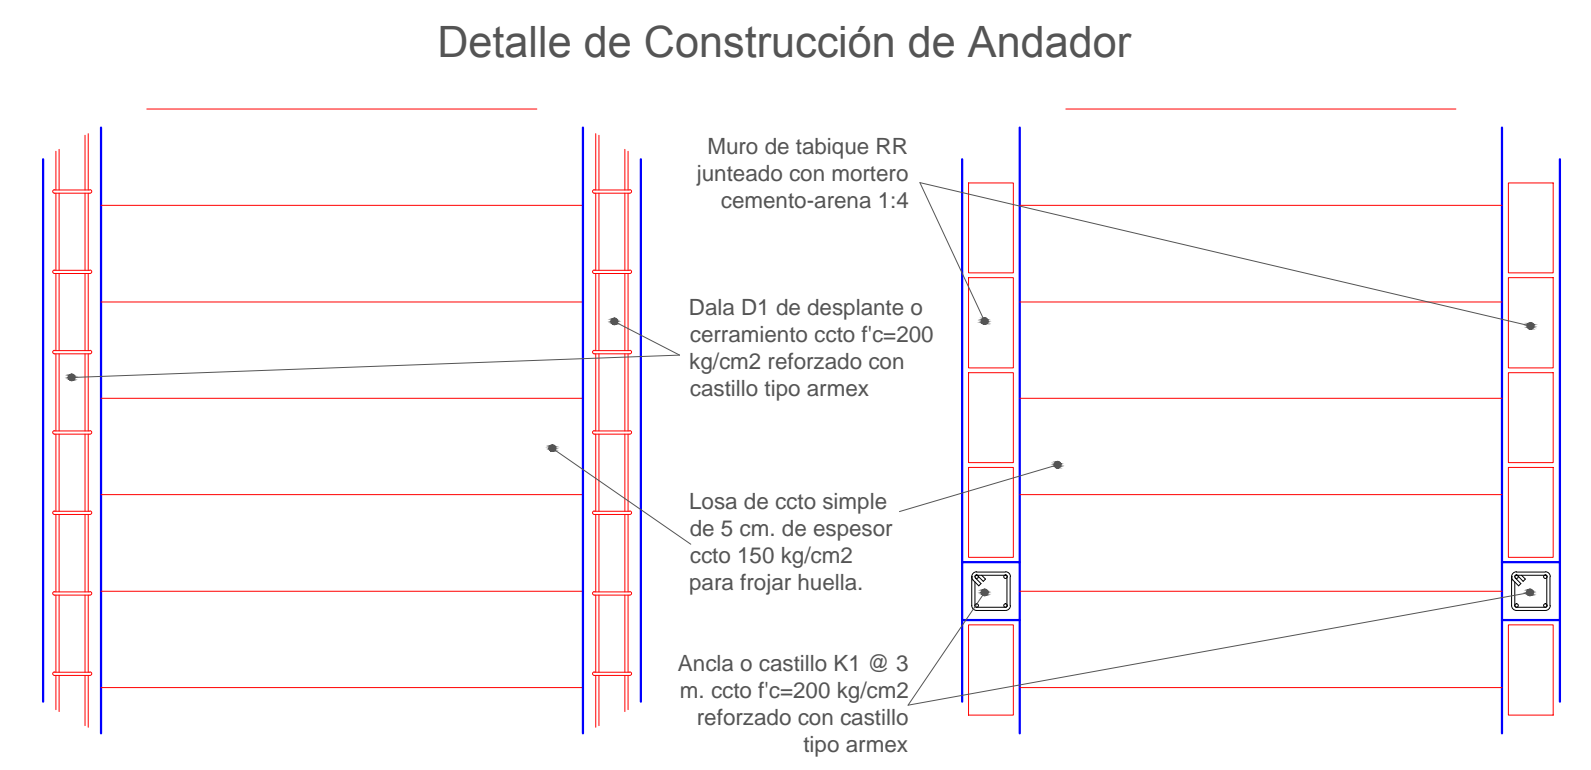 Detalle de Construcción de Andador
Muro de tabique RR
junteado con mortero
cemento-arena 1:4
Dala D1 de desplante o
cerramiento ccto f'c=200
kg/cm2 reforzado con
castillo tipo armex
Losa de ccto simple
de 5 cm. de espesor
ccto 150 kg/cm2
para frojar huella.
Ancla o castillo K1 @ 3
m. ccto f'c=200 kg/cm2
reforzado con castillo
tipo armex